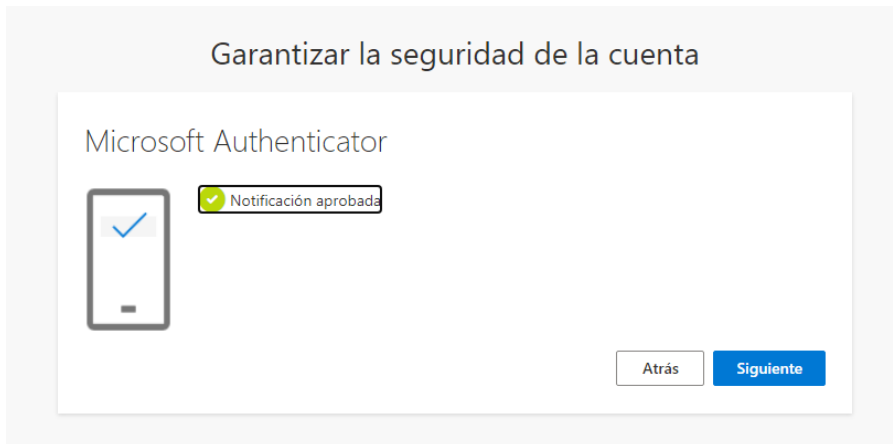 Garantizar la seguridad de la cuenta
Microsoft Authenticator
Notificación aprobada
Atrás
Siguiente